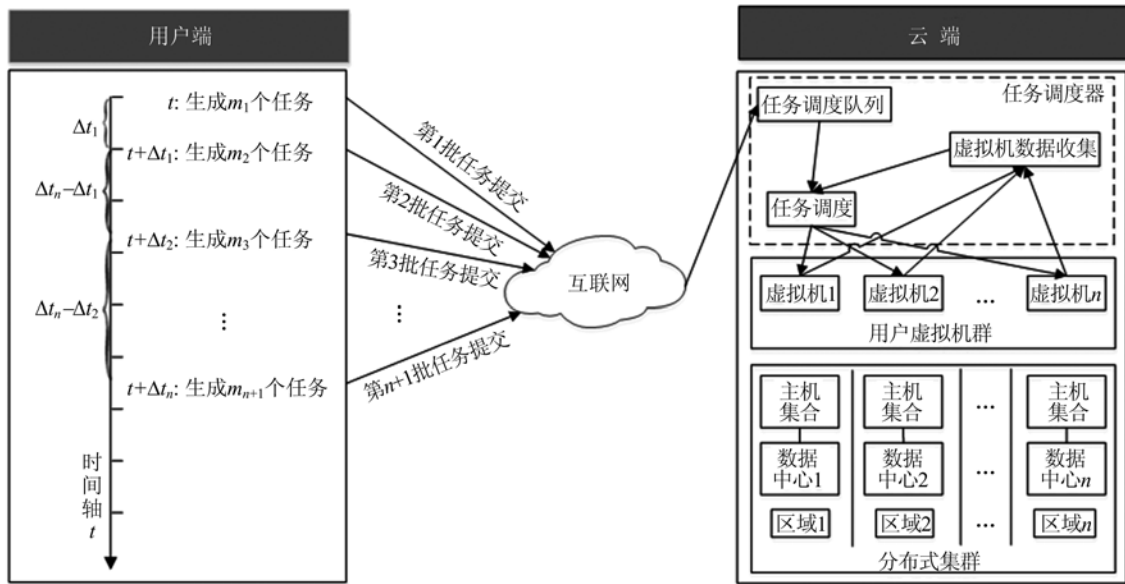 用户端
t: 生成m₁个任务
Δt₁
t+Δt₁: 生成m₂个任务
Δtₙ−Δt₁
t+Δt₂: 生成m₃个任务
Δtₙ−Δt₂
⋮
t+Δtₙ: 生成mₙ₊₁个任务
时间轴
t
第1批任务提交
第2批任务提交
第3批任务提交
⋮
第n+1批任务提交
互联网
云 端
任务调度器
任务调度队列
虚拟机数据收集
任务调度
虚拟机1
虚拟机2
...
虚拟机n
用户虚拟机群
主机
集合
主机
集合
...
主机
集合
数据
中心1
数据
中心2
...
数据
中心n
区域1
区域2
...
区域n
分布式集群